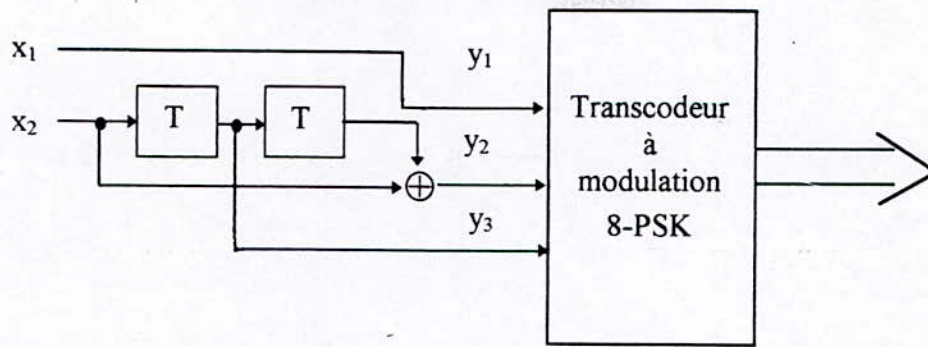 x1
y1
x2
T
T
y2
y3
Transcodeur
à
modulation
8-PSK